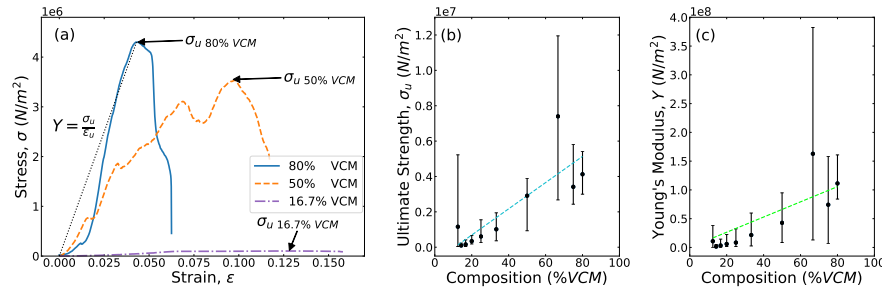 1e6
(a)
σu 80% VCM
σu 50% VCM
Y = σu/εu
80% VCM
50% VCM
16.7% VCM
σu 16.7% VCM
Stress, σ (N/m²)
4
3
2
1
0
0.000 0.025 0.050 0.075 0.100 0.125 0.150
Strain, ε
1e7
(b)
Ultimate Strength, σu (N/m²)
1.2
1.0
0.8
0.6
0.4
0.2
0.0
0 20 40 60 80 100
Composition (%VCM)
1e8
(c)
Young's Modulus, Y (N/m²)
4.0
3.5
3.0
2.5
2.0
1.5
1.0
0.5
0.0
0 20 40 60 80 100
Composition (%VCM)